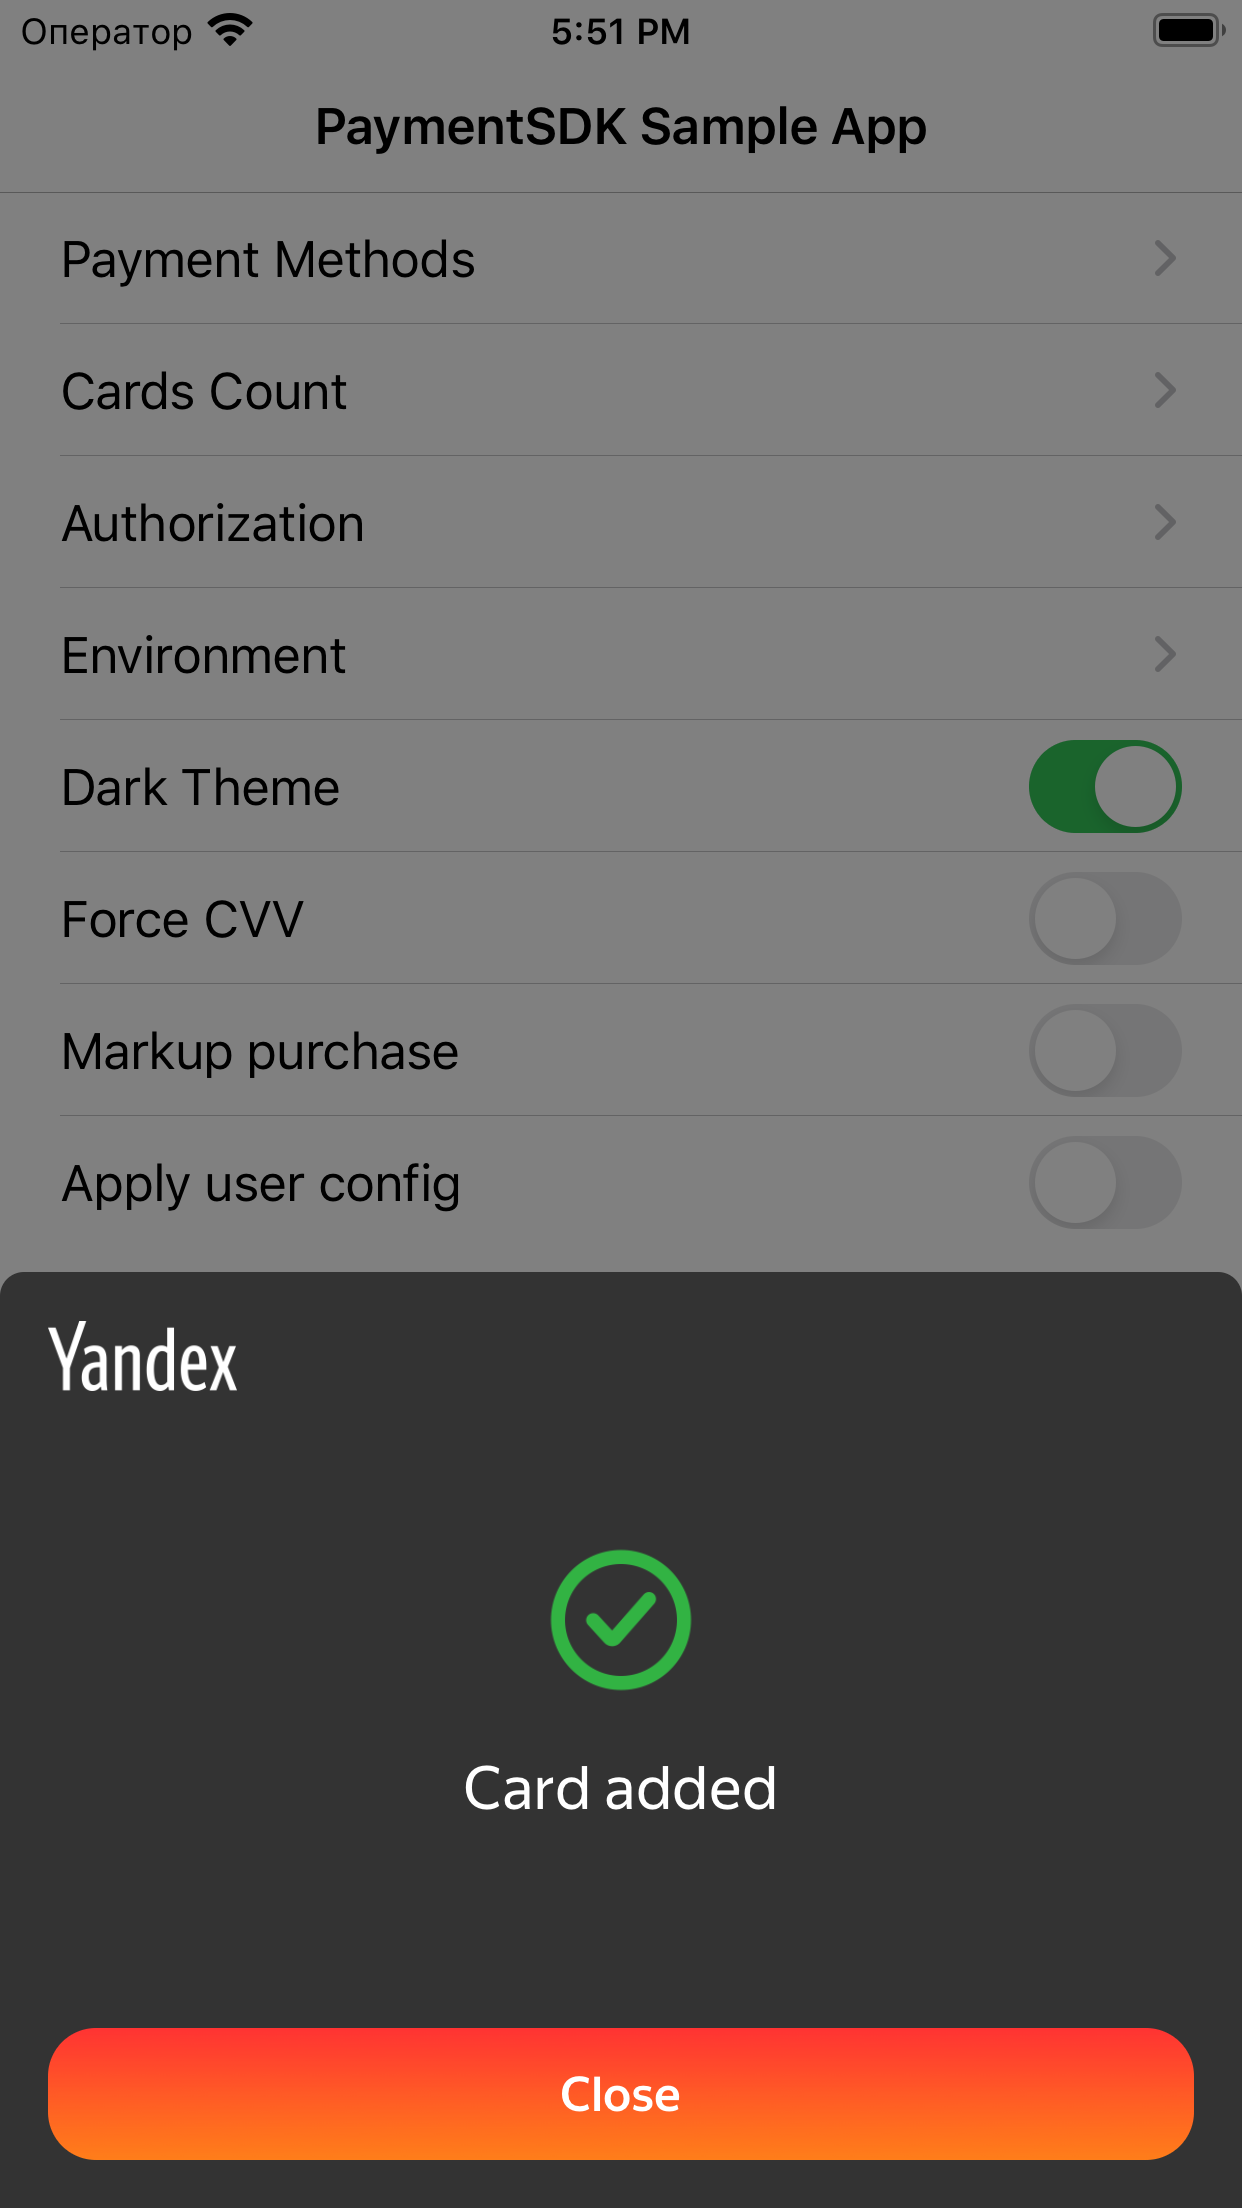 Оператор 5:51 PM
PaymentSDK Sample App
Payment Methods
Cards Count
Authorization
Environment
Dark Theme
Force CVV
Markup purchase
Apply user config
Yandex
Card added
Close